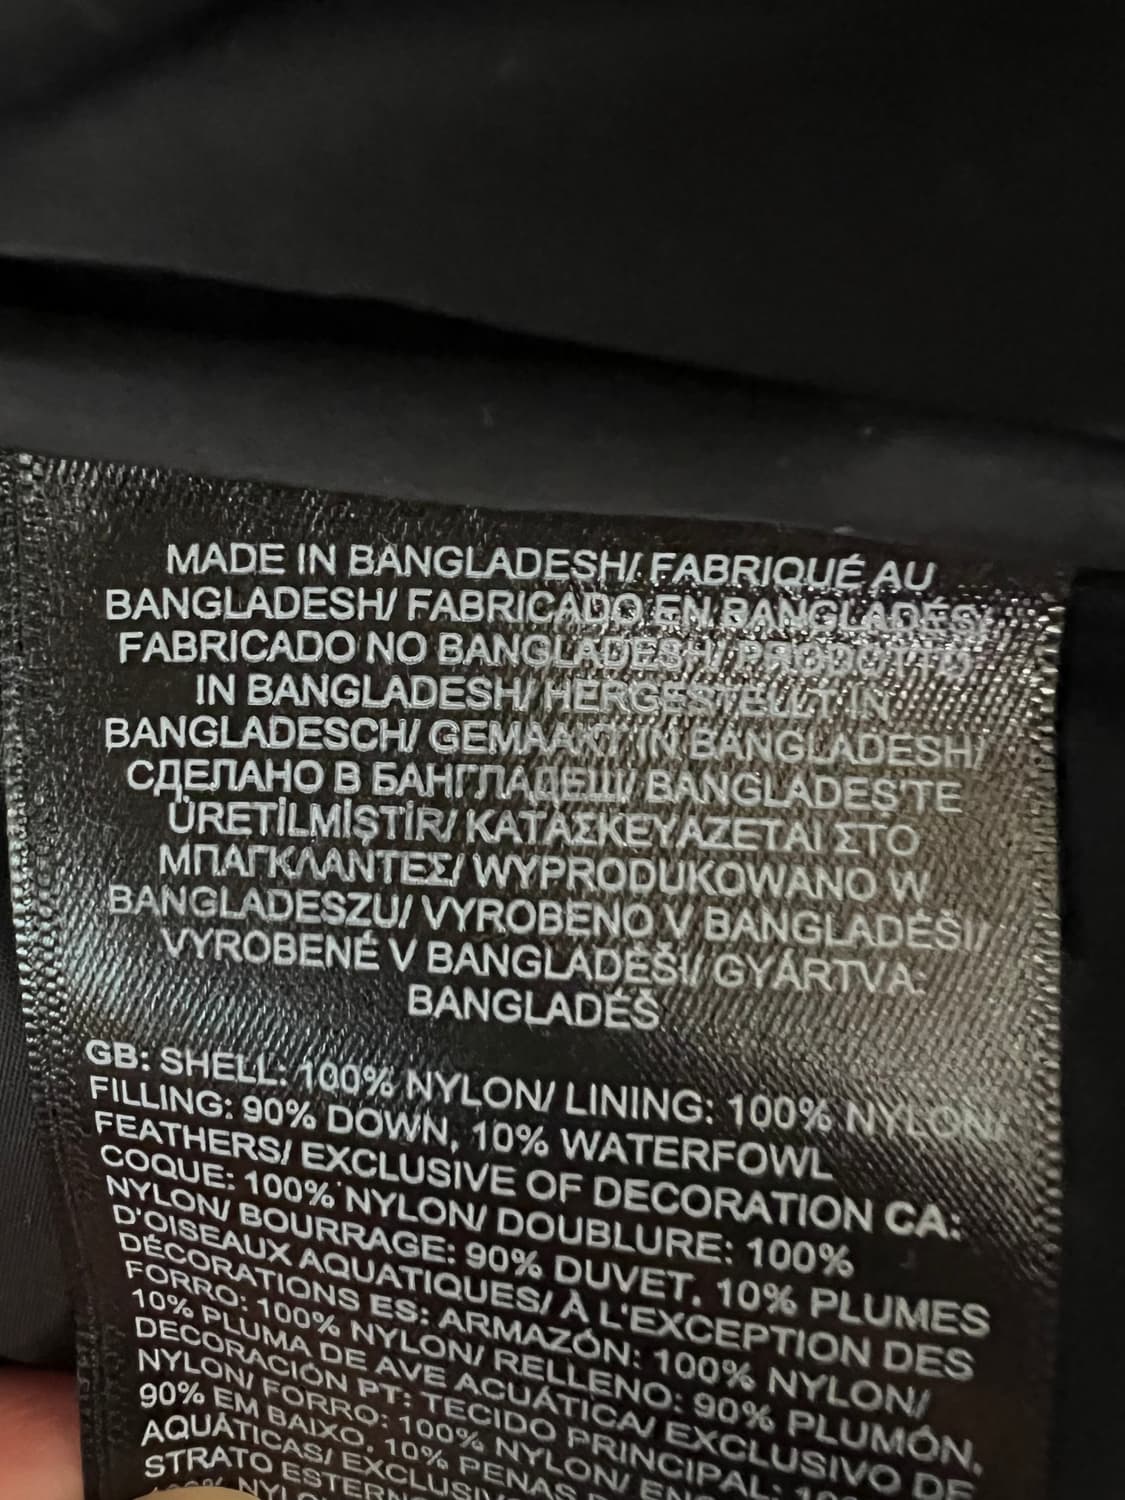 MADE IN BANGLADESH/ FABRIQUÉ AU
BANGLADESH/ FABRICADO EN BANGLADÉS/
FABRICADO NO BANGLADESH/ PRODOTTO
IN BANGLADESH/ HERGESTELLT IN
BANGLADESCH/ GEMAAKT IN BANGLADESH/
СДЕЛАНО В БАНГЛАДЕШ/ BANGLADEŞ'TE
ÜRETİLMİŞTİR/ ΚΑΤΑΣΚΕΥΑΖΕΤΑΙ ΣΤΟ
ΜΠΑΓΚΛΑΝΤΕΣ/ WYPRODUKOWANO W
BANGLADESZU/ VYROBENO V BANGLADÉŠI/
VYROBENÉ V BANGLADÉŠI/ GYÁRTVA:
BANGLADÉŠ
GB: SHELL: 100% NYLON/ LINING: 100% NYLON/
FILLING: 90% DOWN, 10% WATERFOWL
FEATHERS/ EXCLUSIVE OF DECORATION CA:
COQUE: 100% NYLON/ DOUBLURE: 100%
NYLON/ BOURRAGE: 90% DUVET, 10% PLUMES
D'OISEAUX AQUATIQUES/ À L'EXCEPTION DES
DÉCORATIONS ES: ARMAZÓN: 100% NYLON/
FORRO: 100% NYLON/ RELLENO: 90% PLUMÓN,
10% PLUMA DE AVE ACUÁTICA/ EXCLUSIVO DE
DECORACIÓN PT: TECIDO PRINCIPAL:
NYLON/ FORRO: 100% NYLON/
90% EM BAIXO, 10% PENAS
AQUÁTICAS/
STRATO